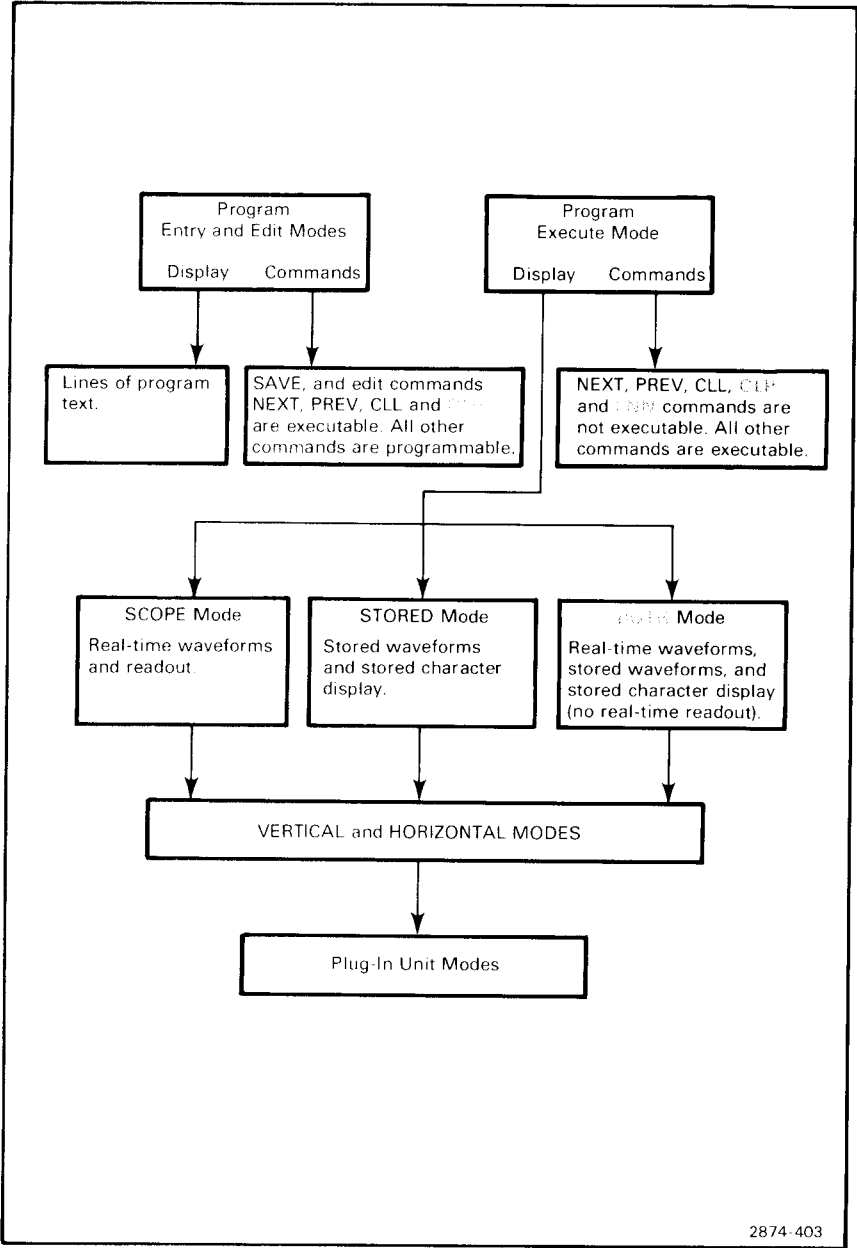 Program
Entry and Edit Modes
Display Commands
Program
Execute Mode
Display Commands
Lines of program
text.
SAVE, and edit commands
NEXT, PREV, CLL and
are executable. All other
commands are programmable.
NEXT, PREV, CLL, CLP
and commands are
not executable. All other
commands are executable.
SCOPE Mode
Real-time waveforms
and readout.
STORED Mode
Stored waveforms
and stored character
display.
Mode
Real-time waveforms,
stored waveforms, and
stored character display
(no real-time readout).
VERTICAL and HORIZONTAL MODES
Plug-In Unit Modes
2874-403